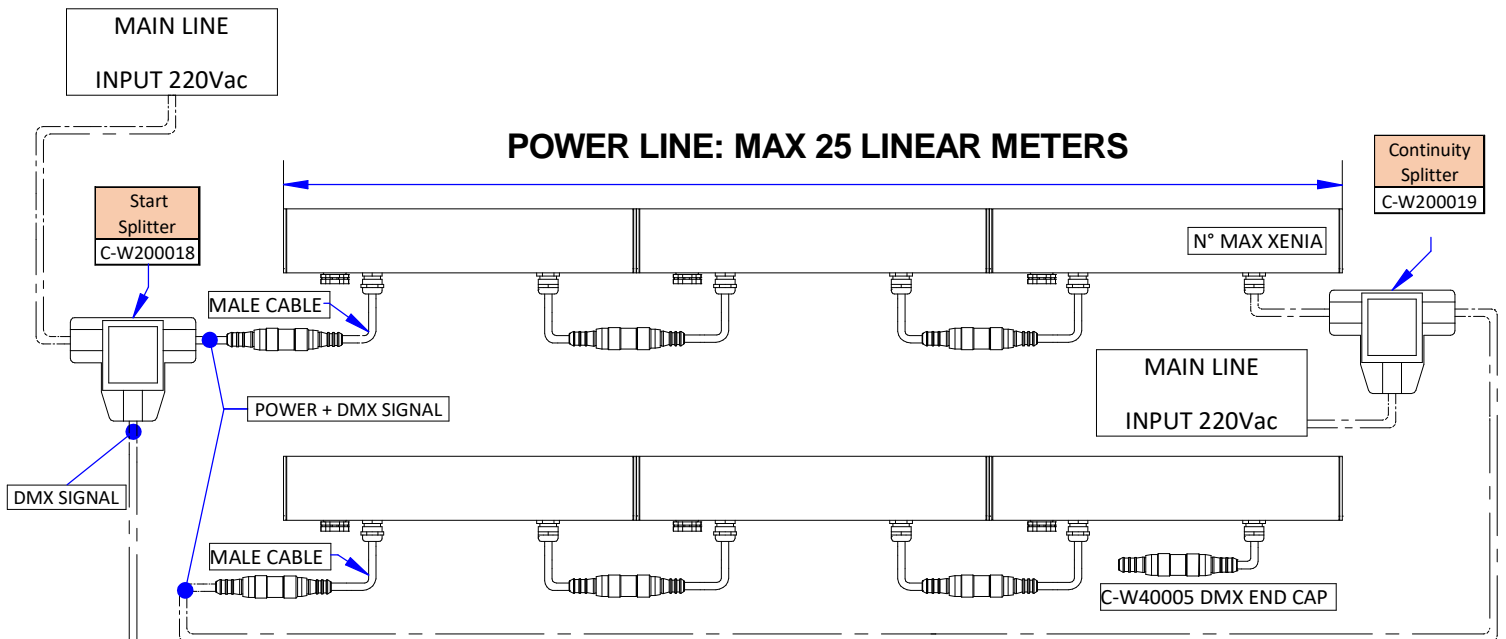 MAIN LINE
INPUT 220Vac
POWER LINE: MAX 25 LINEAR METERS
Continuity
Splitter
C-W200019
Start
Splitter
C-W200018
N° MAX XENIA
MALE CABLE
MAIN LINE
INPUT 220Vac
POWER + DMX SIGNAL
DMX SIGNAL
MALE CABLE
C-W40005 DMX END CAP